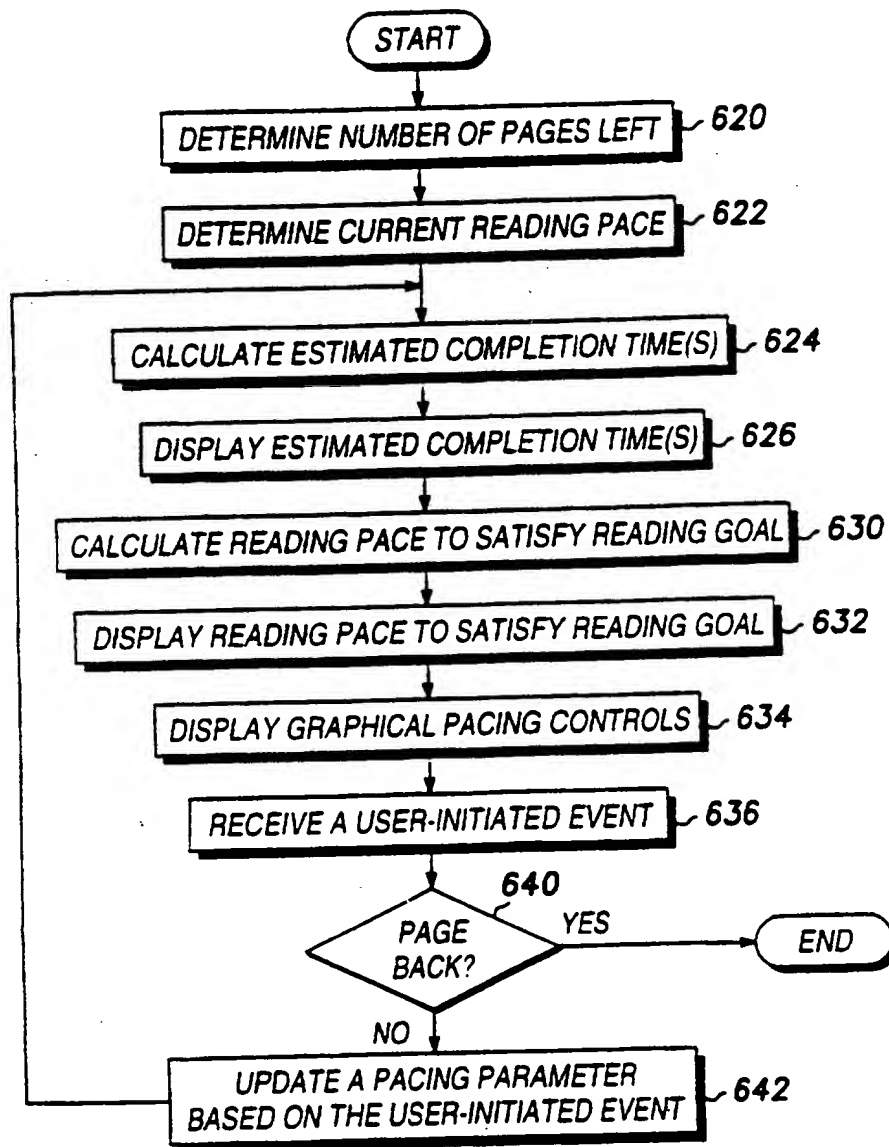 START
DETERMINE NUMBER OF PAGES LEFT 620
DETERMINE CURRENT READING PACE 622
CALCULATE ESTIMATED COMPLETION TIME(S) 624
DISPLAY ESTIMATED COMPLETION TIME(S) 626
CALCULATE READING PACE TO SATISFY READING GOAL 630
DISPLAY READING PACE TO SATISFY READING GOAL 632
DISPLAY GRAPHICAL PACING CONTROLS 634
RECEIVE A USER-INITIATED EVENT 636
640
PAGE
BACK?
YES
END
NO
UPDATE A PACING PARAMETER
BASED ON THE USER-INITIATED EVENT
642